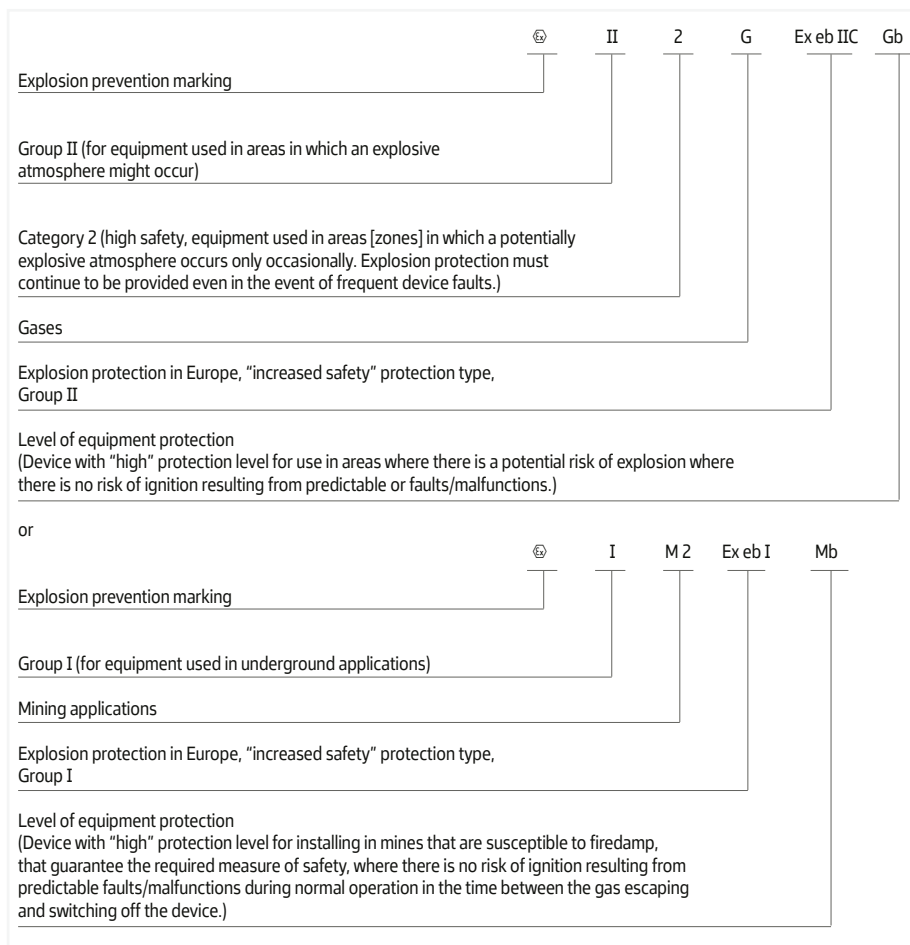 Ex II 2 G Ex eb IIC Gb
Explosion prevention marking
Group II (for equipment used in areas in which an explosive
atmosphere might occur)
Category 2 (high safety, equipment used in areas [zones] in which a potentially
explosive atmosphere occurs only occasionally. Explosion protection must
continue to be provided even in the event of frequent device faults.)
Gases
Explosion protection in Europe, “increased safety” protection type,
Group II
Level of equipment protection
(Device with “high” protection level for use in areas where there is a potential risk of explosion where
there is no risk of ignition resulting from predictable or faults/malfunctions.)
or
Ex I M 2 Ex eb I Mb
Explosion prevention marking
Group I (for equipment used in underground applications)
Mining applications
Explosion protection in Europe, “increased safety” protection type,
Group I
Level of equipment protection
(Device with “high” protection level for installing in mines that are susceptible to firedamp,
that guarantee the required measure of safety, where there is no risk of ignition resulting from
predictable faults/malfunctions during normal operation in the time between the gas escaping
and switching off the device.)